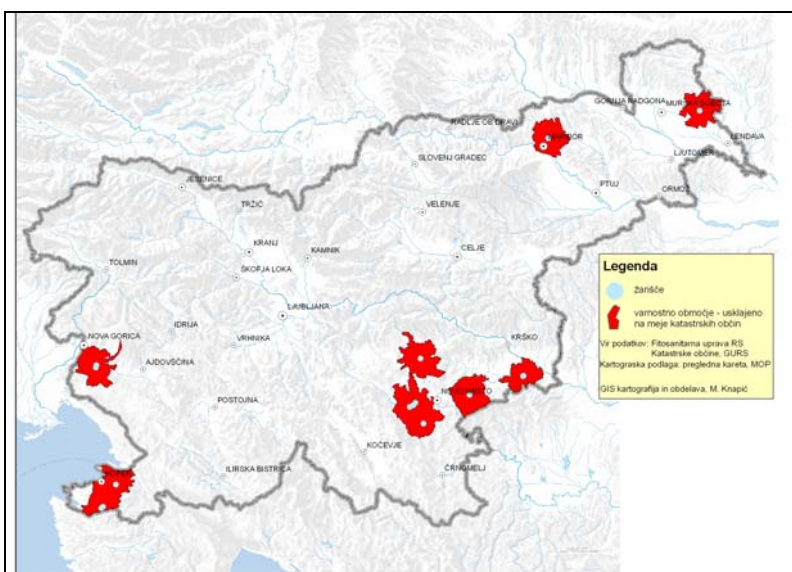 GORNJA RADGONA
MURSKA SOBOTA
RADLJE OB DRAVI
MARIBOR
LENDAVA
LJUTOMER
SLOVENJ GRADEC
JESENICE
PTUJ
ORMOŽ
TRŽIČ
VELENJE
KRANJ
KAMNIK
CELJE
TOLMIN
ŠKOFJA LOKA
LJUBLJANA
IDRIJA
VRHNIKA
NOVA GORICA
KRŠKO
AJDOVŠČINA
POSTOJNA
NOVO MESTO
KOČEVJE
ILIRSKA BISTRICA
ČRNOMELJ
Legenda
žarišče
varnostno območje - usklajeno
na meje katastrskih občin
Vir podatkov: Fitosanitarna uprava RS
Katastrske občine, GURS
Kartograska podlaga: pregledna kareta, MOP
GIS kartografija in obdelava, M. Knapič